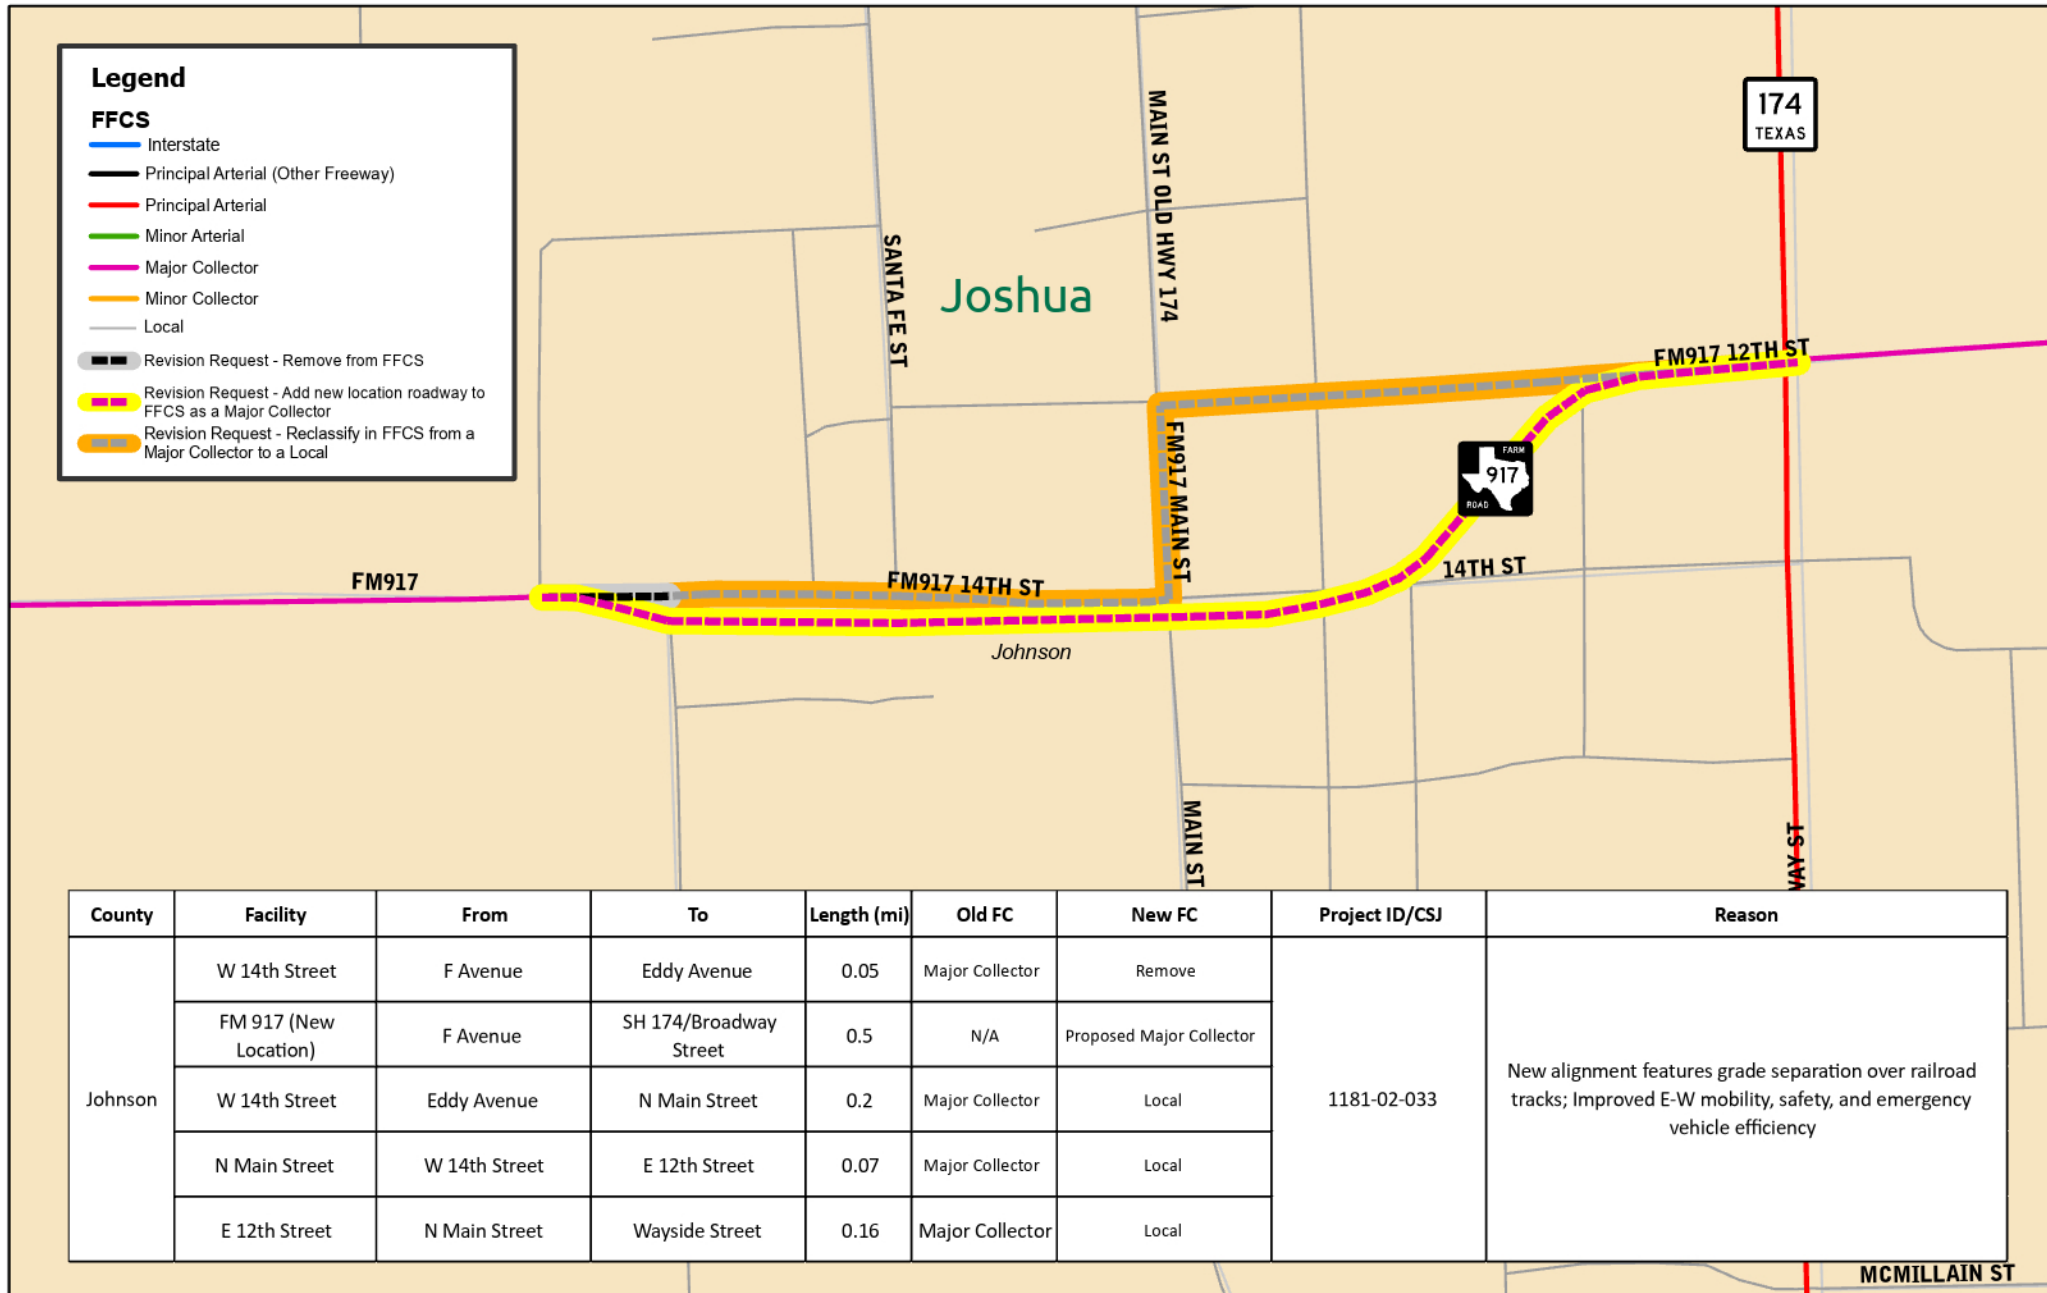 Legend
FFCS
Interstate
Principal Arterial (Other Freeway)
Principal Arterial
Minor Arterial
Major Collector
Minor Collector
Local
Revision Request - Remove from FFCS
Revision Request - Add new location roadway to
FFCS as a Major Collector
Revision Request - Reclassify in FFCS from a
Major Collector to a Local
174
TEXAS
MAIN ST OLD HWY 174
SANTA FE ST
Joshua
FM917 12TH ST
FM917 MAIN ST
FARM
917
ROAD
14TH ST
FM917
FM917 14TH ST
Johnson
MAIN ST
WAY ST
County Facility From To Length (mi) Old FC New FC Project ID/CSJ Reason
Johnson
W 14th Street F Avenue Eddy Avenue 0.05 Major Collector Remove
FM 917 (New
Location) F Avenue SH 174/Broadway
Street 0.5 N/A Proposed Major Collector
W 14th Street Eddy Avenue N Main Street 0.2 Major Collector Local
N Main Street W 14th Street E 12th Street 0.07 Major Collector Local
E 12th Street N Main Street Wayside Street 0.16 Major Collector Local
1181-02-033
New alignment features grade separation over railroad
tracks; Improved E-W mobility, safety, and emergency
vehicle efficiency
MCMILLAIN ST